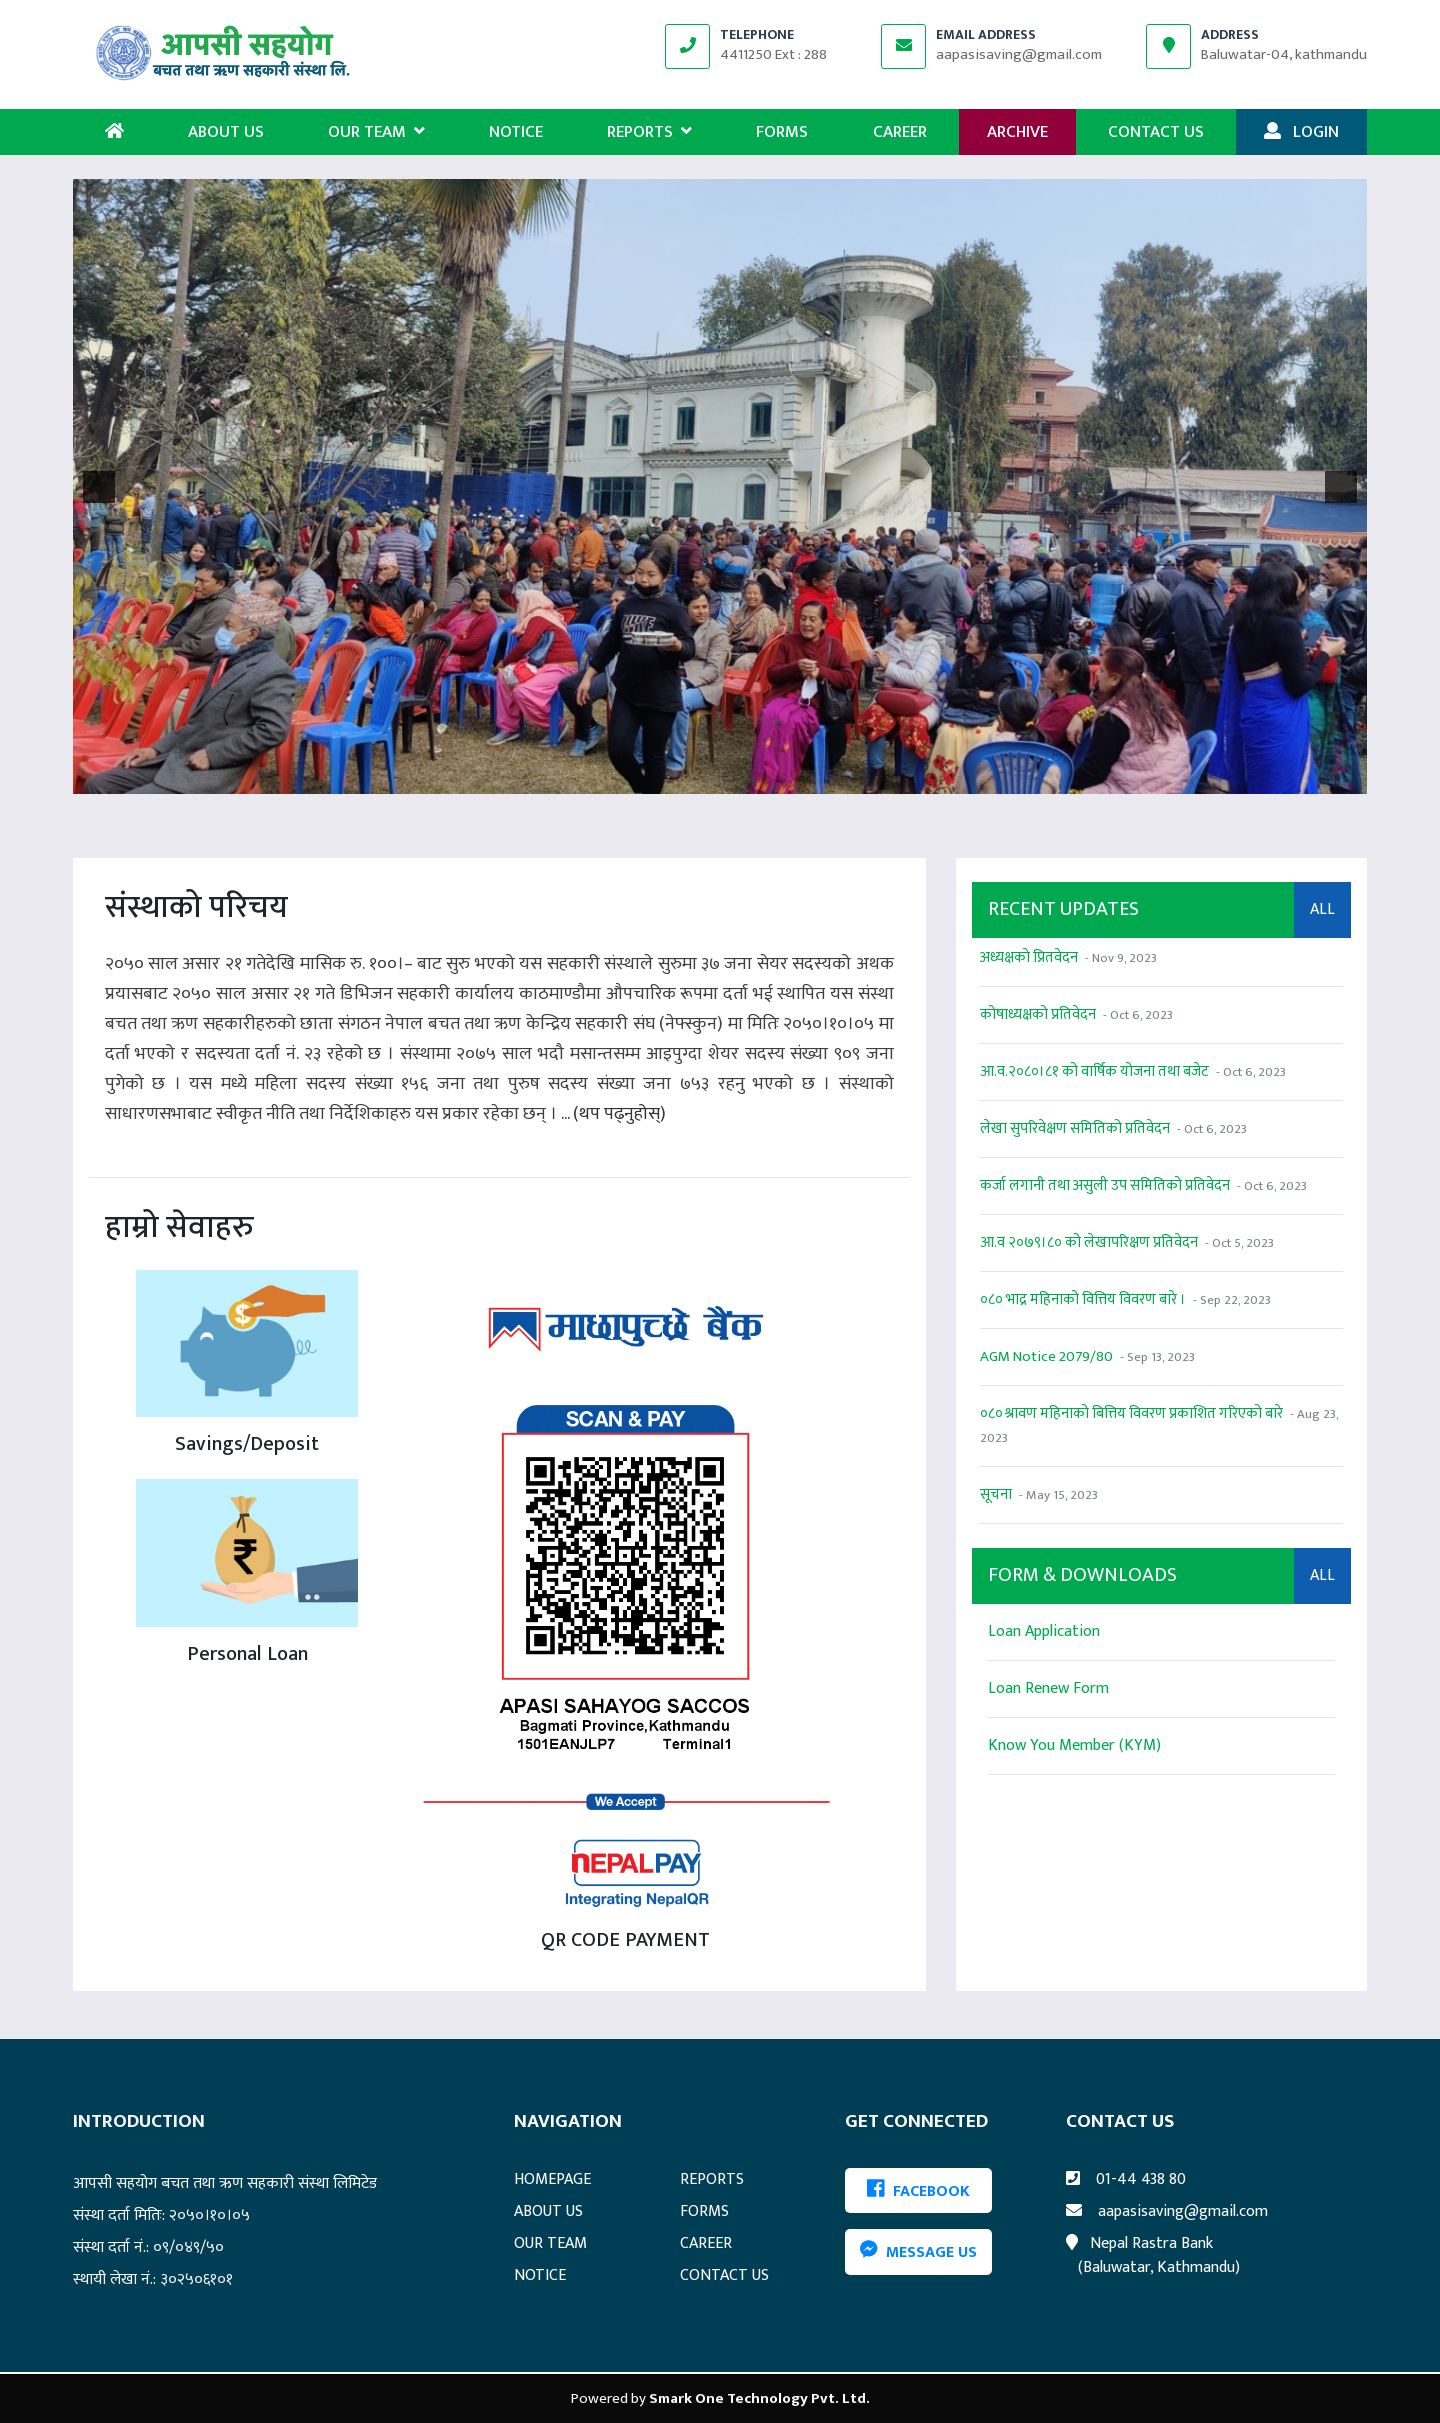 आपसी सहयोग
बचत तथा ऋण सहकारी संस्था लि.
TELEPHONE
4411250 Ext : 288
EMAIL ADDRESS
aapasisaving@gmail.com
ADDRESS
Baluwatar-04, kathmandu
ABOUT US
OUR TEAM
NOTICE
REPORTS
FORMS
CAREER
ARCHIVE
CONTACT US
LOGIN
संस्थाको परिचय
२०५० साल असार २१ गतेदेखि मासिक रु. १००।– बाट सुरु भएको यस सहकारी संस्थाले सुरुमा ३७ जना सेयर सदस्यको अथक
प्रयासबाट २०५० साल असार २१ गते डिभिजन सहकारी कार्यालय काठमाण्डौमा औपचारिक रूपमा दर्ता भई स्थापित यस संस्था
बचत तथा ऋण सहकारीहरुको छाता संगठन नेपाल बचत तथा ऋण केन्द्रिय सहकारी संघ (नेफ्स्कुन) मा मितिः २०५०।१०।०५ मा
दर्ता भएको र सदस्यता दर्ता नं. २३ रहेको छ । संस्थामा २०७५ साल भदौ मसान्तसम्म आइपुग्दा शेयर सदस्य संख्या ९०९ जना
पुगेको छ । यस मध्ये महिला सदस्य संख्या १५६ जना तथा पुरुष सदस्य संख्या जना ७५३ रहनु भएको छ । संस्थाको
साधारणसभाबाट स्वीकृत नीति तथा निर्देशिकाहरु यस प्रकार रहेका छन् । ... (थप पढ्नुहोस्)
हाम्रो सेवाहरु
Savings/Deposit
Personal Loan
माछापुच्छ्रे बैंक
SCAN & PAY
APASI SAHAYOG SACCOS
Bagmati Province,Kathmandu
1501EANJLP7 Terminal1
We Accept
nEPALPAY
Integrating NepalQR
QR CODE PAYMENT
RECENT UPDATES
ALL
अध्यक्षको प्रितवेदन - Nov 9, 2023
कोषाध्यक्षको प्रतिवेदन - Oct 6, 2023
आ.व.२०८०।८१ को वार्षिक योजना तथा बजेट - Oct 6, 2023
लेखा सुपरिवेक्षण समितिको प्रतिवेदन - Oct 6, 2023
कर्जा लगानी तथा असुली उप समितिको प्रतिवेदन - Oct 6, 2023
आ.व २०७९।८० को लेखापरिक्षण प्रतिवेदन - Oct 5, 2023
०८० भाद्र महिनाको वित्तिय विवरण बारे । - Sep 22, 2023
AGM Notice 2079/80 - Sep 13, 2023
०८० श्रावण महिनाको बित्तिय विवरण प्रकाशित गरिएको बारे - Aug 23,
2023
सूचना - May 15, 2023
FORM & DOWNLOADS
ALL
Loan Application
Loan Renew Form
Know You Member (KYM)
INTRODUCTION
आपसी सहयोग बचत तथा ऋण सहकारी संस्था लिमिटेड
संस्था दर्ता मितिः २०५०।१०।०५
संस्था दर्ता नं.: ०९/०४९/५०
स्थायी लेखा नं.: ३०२५०६१०१
NAVIGATION
HOMEPAGE
ABOUT US
OUR TEAM
NOTICE
REPORTS
FORMS
CAREER
CONTACT US
GET CONNECTED
FACEBOOK
MESSAGE US
CONTACT US
01-44 438 80
aapasisaving@gmail.com
Nepal Rastra Bank
(Baluwatar, Kathmandu)
Powered by Smark One Technology Pvt. Ltd.